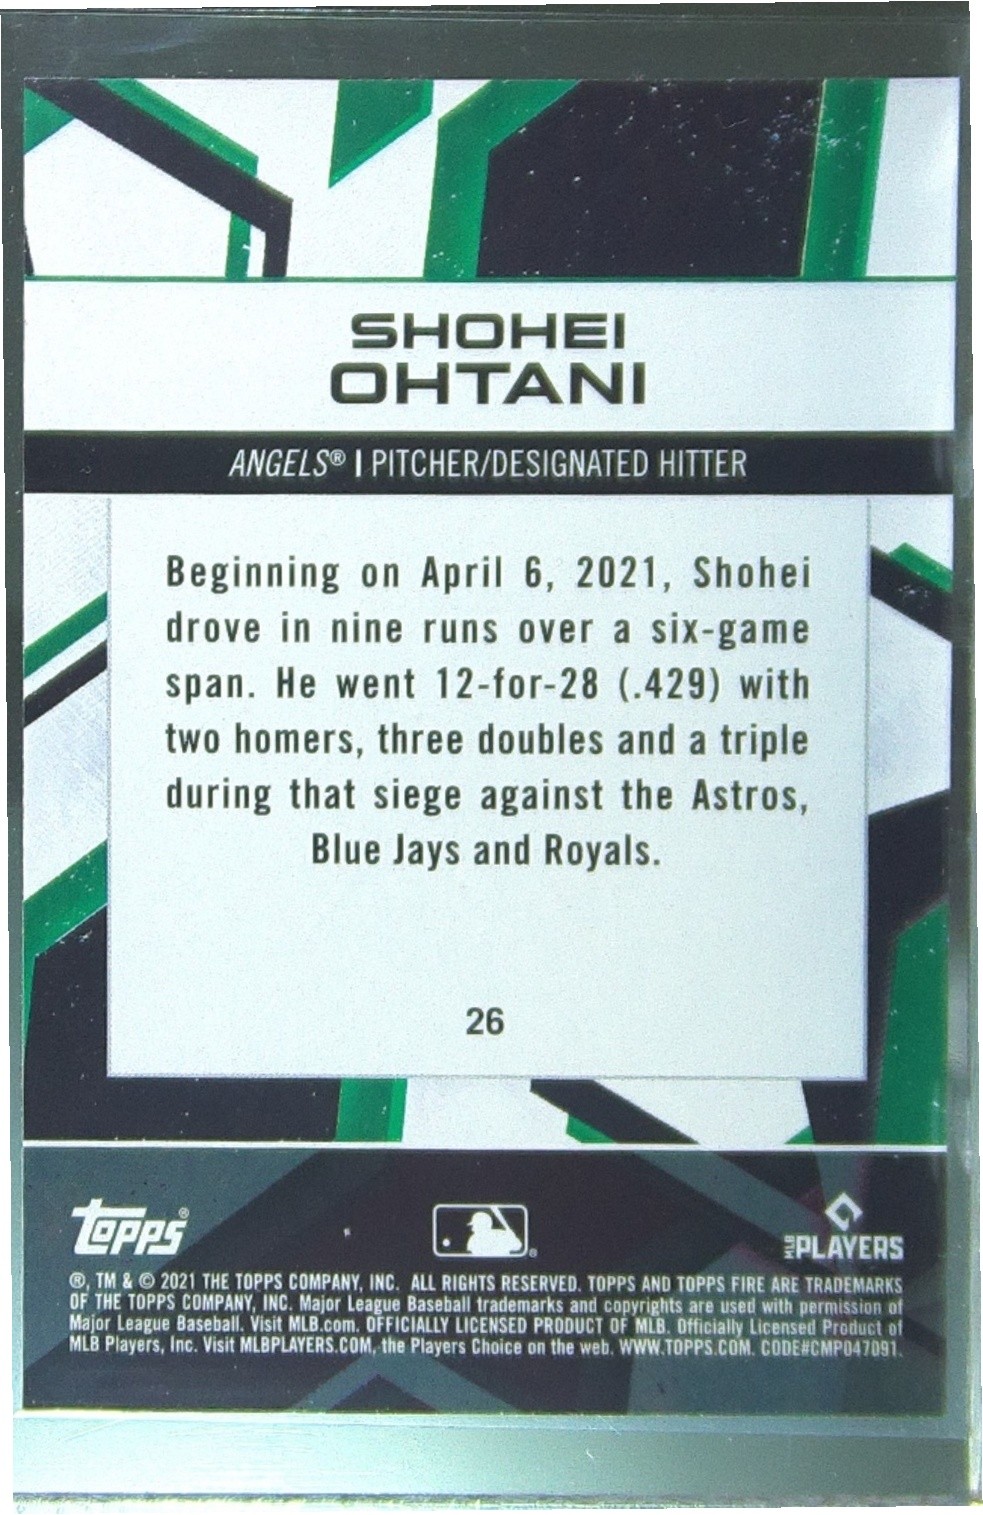 SHOHEI
OHTANI
ANGELS® | PITCHER/DESIGNATED HITTER
Beginning on April 6, 2021, Shohei
drove in nine runs over a six-game
span. He went 12-for-28 (.429) with
two homers, three doubles and a triple
during that siege against the Astros,
Blue Jays and Royals.
26
topps®
®
MLB PLAYERS
®, TM & © 2021 THE TOPPS COMPANY, INC. ALL RIGHTS RESERVED. TOPPS AND TOPPS FIRE ARE TRADEMARKS
OF THE TOPPS COMPANY, INC. Major League Baseball trademarks and copyrights are used with permission of
Major League Baseball. Visit MLB.com. OFFICIALLY LICENSED PRODUCT OF MLB. Officially Licensed Product of
MLB Players, Inc. Visit MLBPLAYERS.COM, the Players Choice on the web. WWW.TOPPS.COM. CODE#CMP047091.